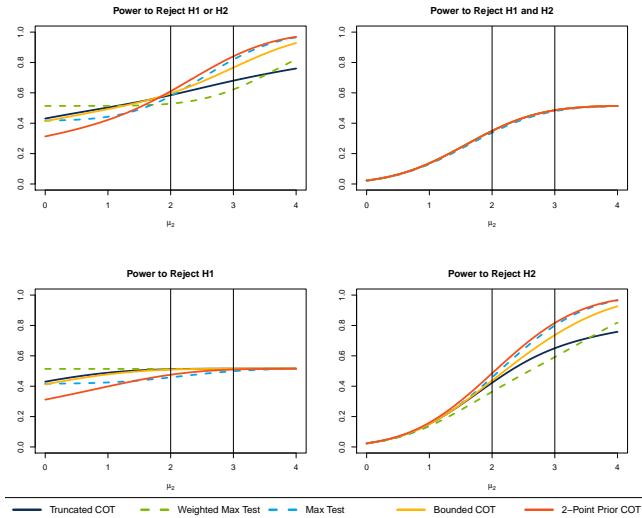 Power to Reject H1 or H2
1.0
0.8
0.6
0.4
0.2
0.0
0 1 2 3 4
μ2
Power to Reject H1 and H2
1.0
0.8
0.6
0.4
0.2
0.0
0 1 2 3 4
μ2
Power to Reject H1
1.0
0.8
0.6
0.4
0.2
0.0
0 1 2 3 4
Power to Reject H2
1.0
0.8
0.6
0.4
0.2
0.0
0 1 2 3 4
Truncated COT Weighted Max Test Max Test Bounded COT 2−Point Prior COT